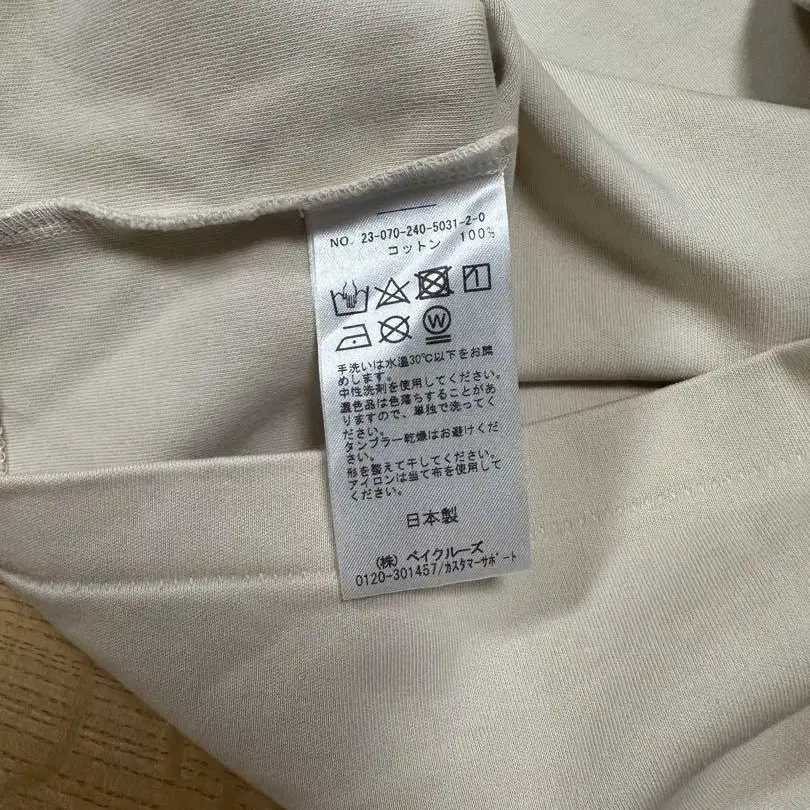 NO. 23-070-240-5031-2-0
コットン 100%
W
手洗いは水温30℃以下をお薦
めします。
中性洗剤を使用してください。
濃色品は色落ちすることがあ
りますので、単独で洗ってく
ださい。
タンブラー乾燥はお避けくだ
さい。
形を整えて干してください。
アイロンは当て布を使用して
ください。
日本製
(株) ベイクルーズ
0120-301457/カスタマーサポート